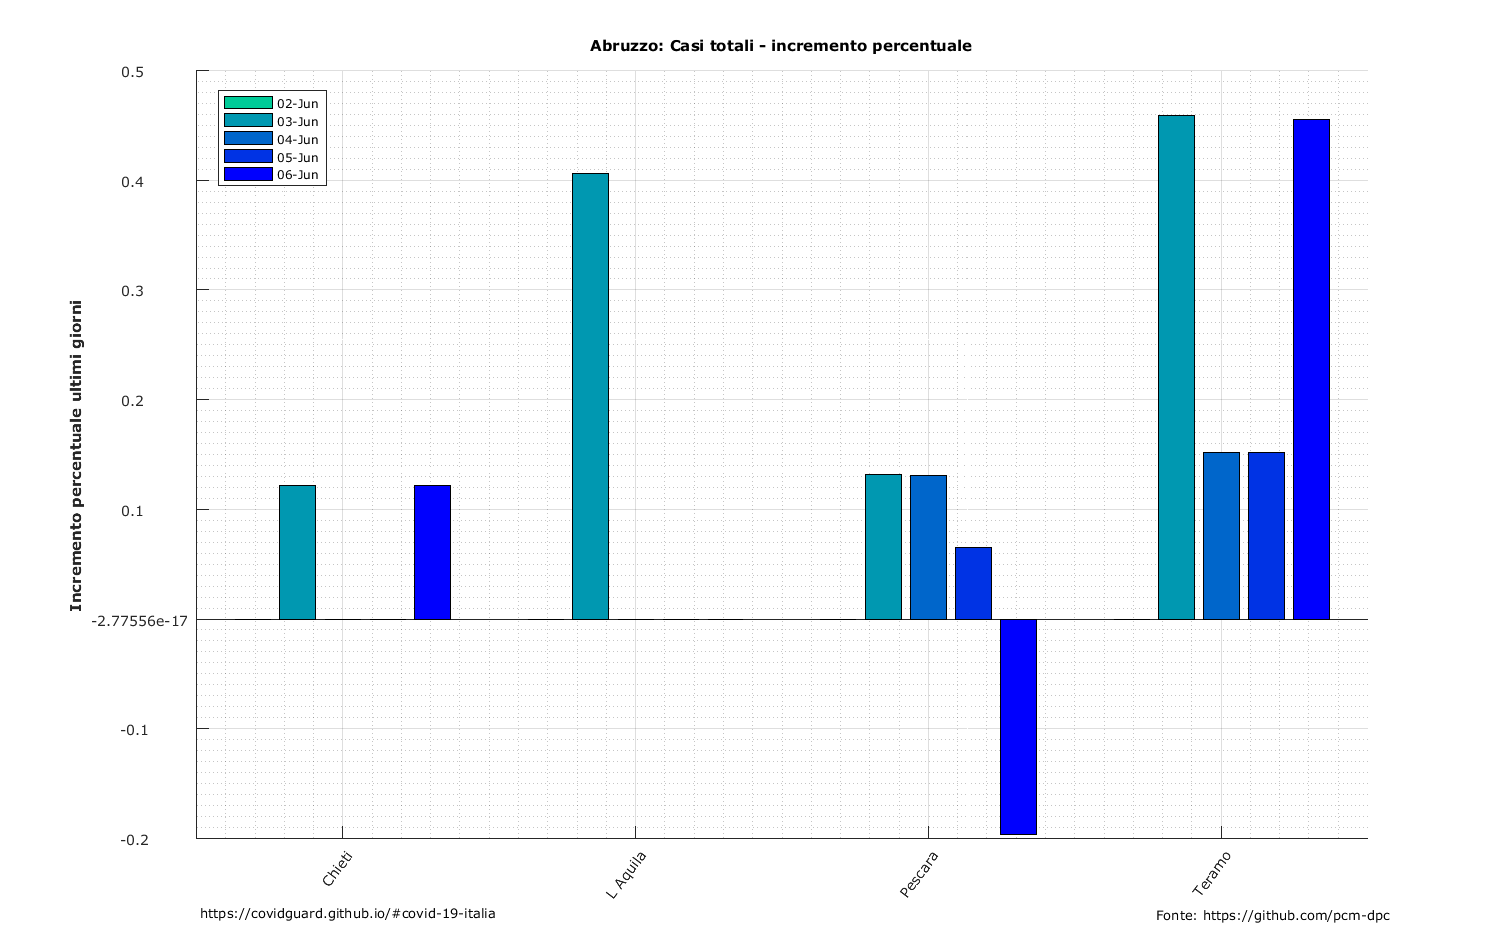 Abruzzo: Casi totali - incremento percentuale
0.5
0.4
0.3
0.2
0.1
-2.77556e-17
-0.1
-0.2
Incremento percentuale ultimi giorni
02-Jun
03-Jun
04-Jun
05-Jun
06-Jun
Chieti
L Aquila
Pescara
Teramo
https://covidguard.github.io/#covid-19-italia
Fonte: https://github.com/pcm-dpc